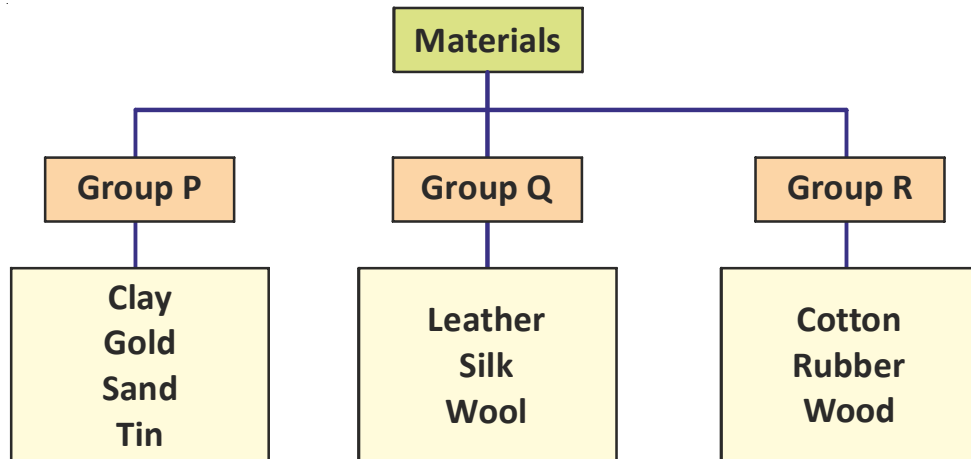 Materials
Group P
Group Q
Group R
Clay
Gold
Sand
Tin
Leather
Silk
Wool
Cotton
Rubber
Wood